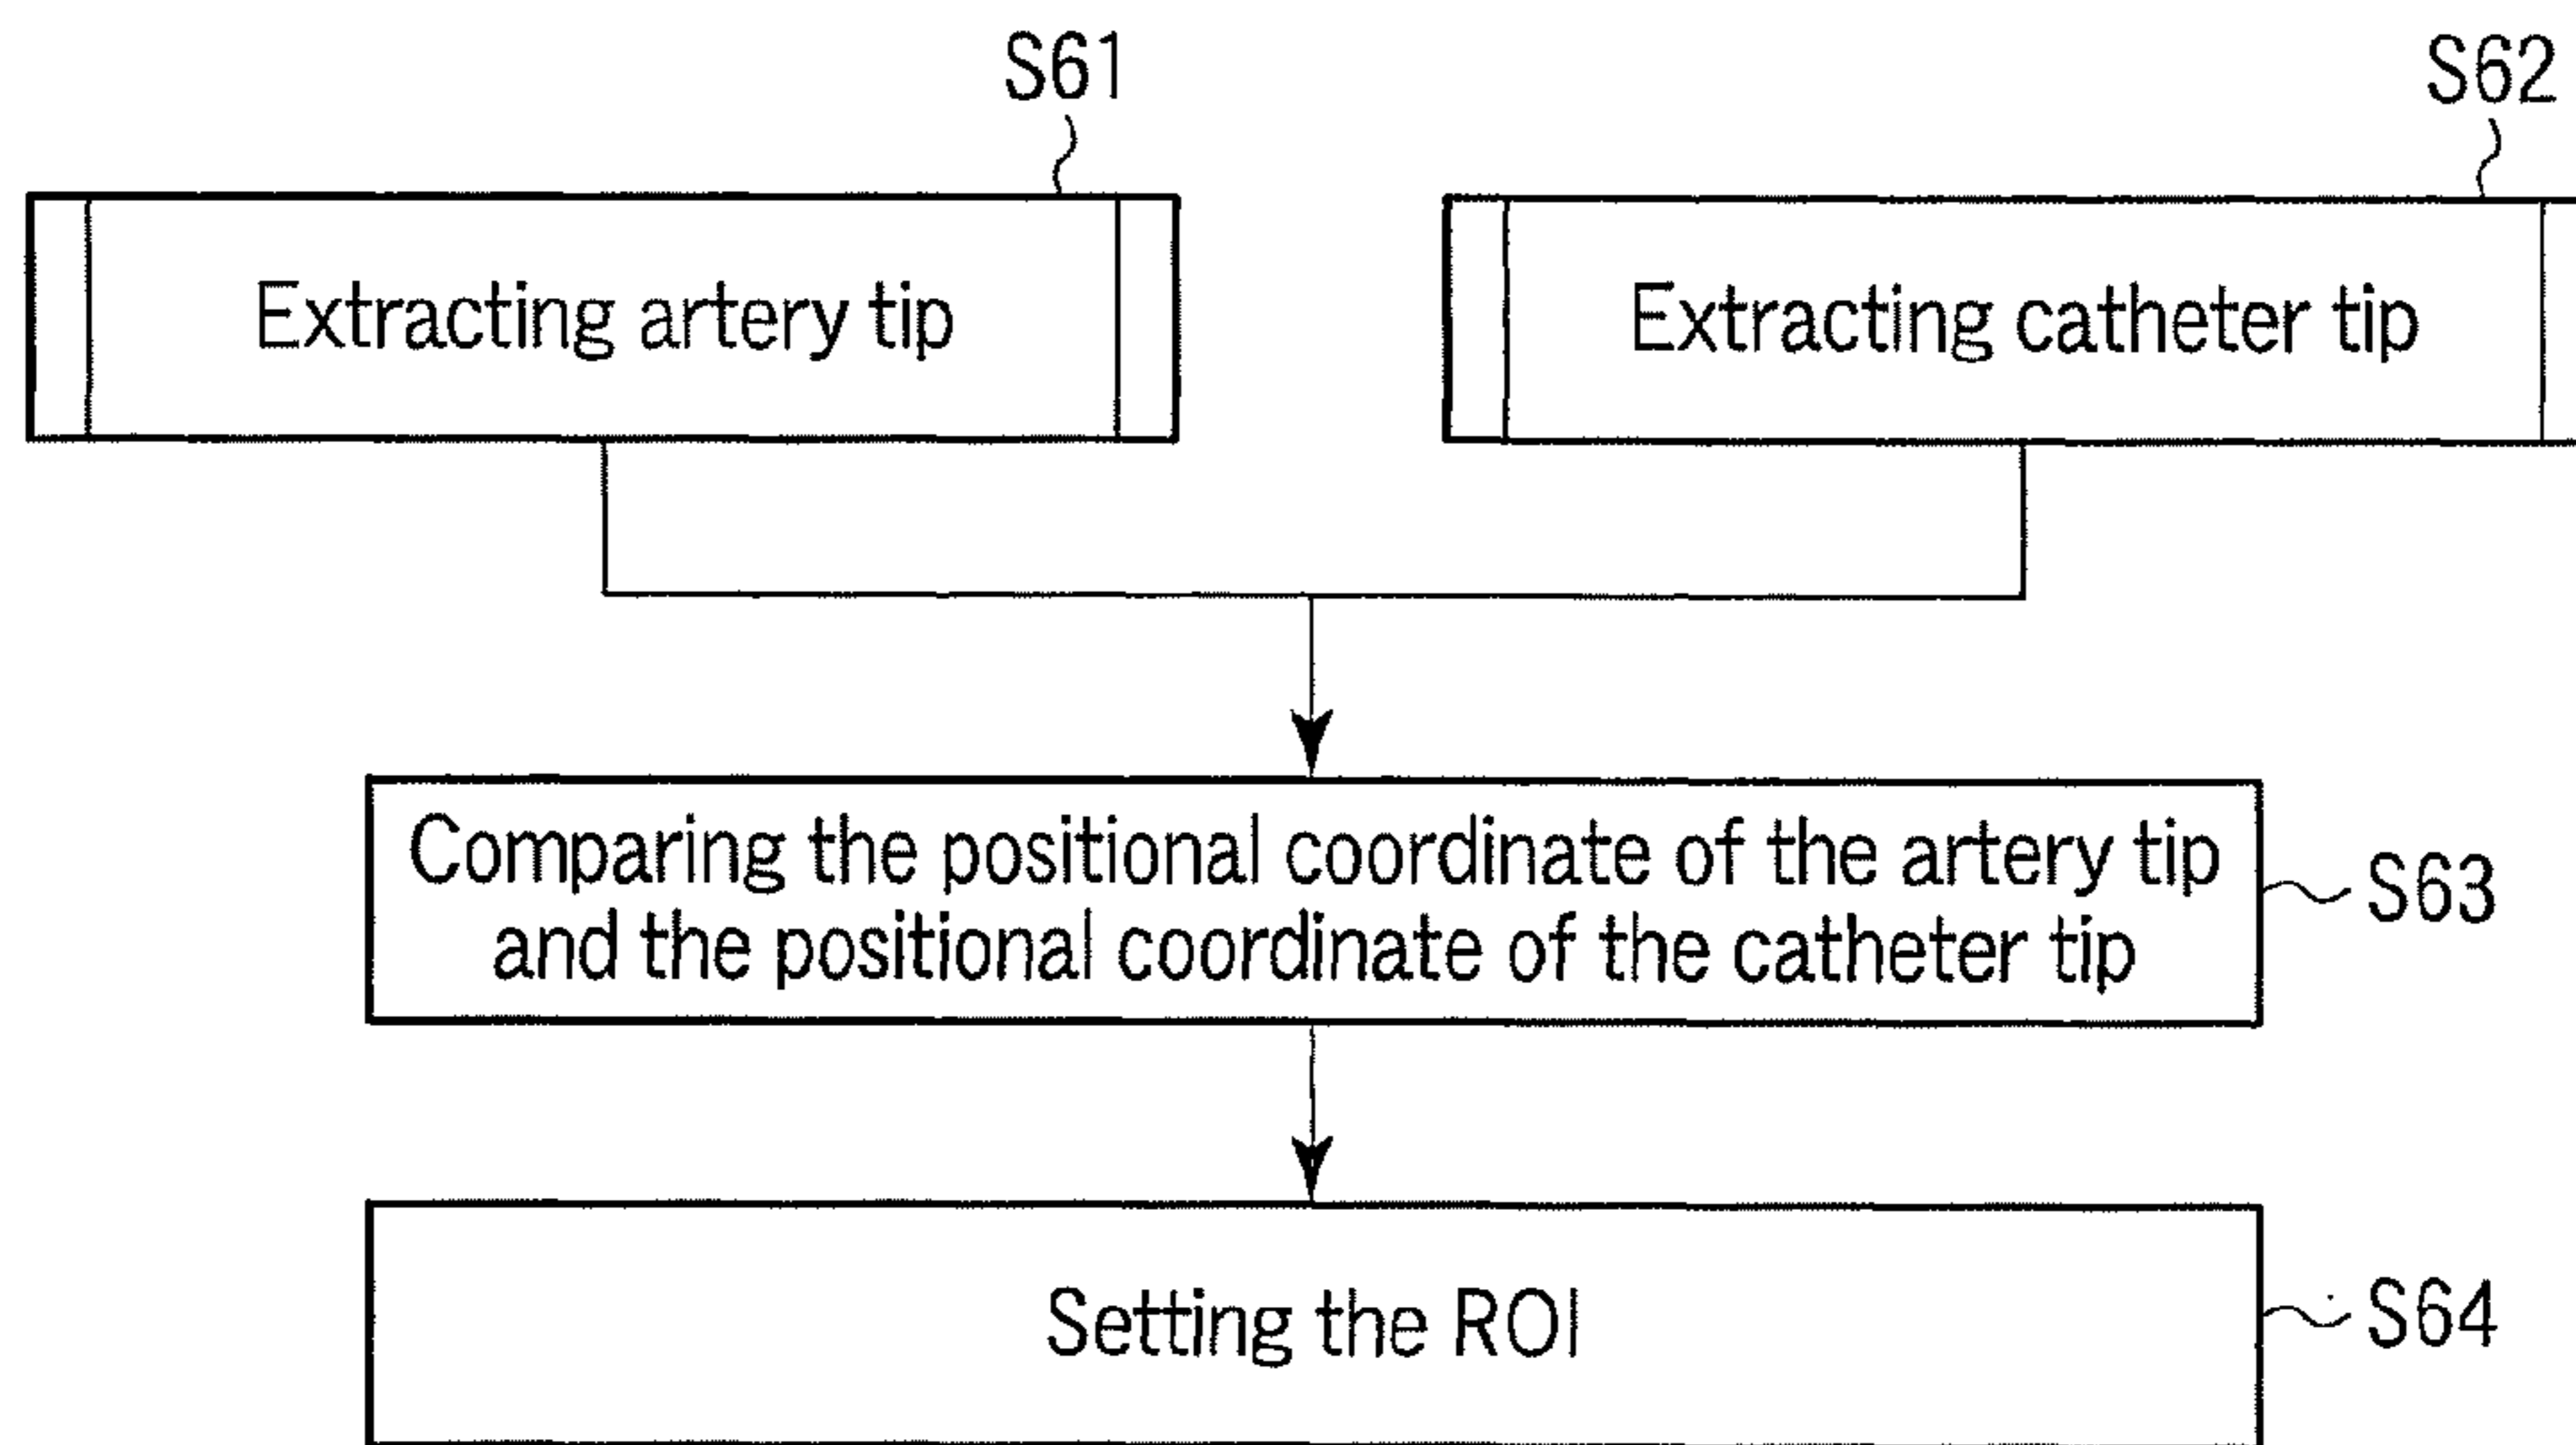 S61
S62
Extracting artery tip
Extracting catheter tip
Comparing the positional coordinate of the artery tip
and the positional coordinate of the catheter tip
S63
Setting the ROI
S64